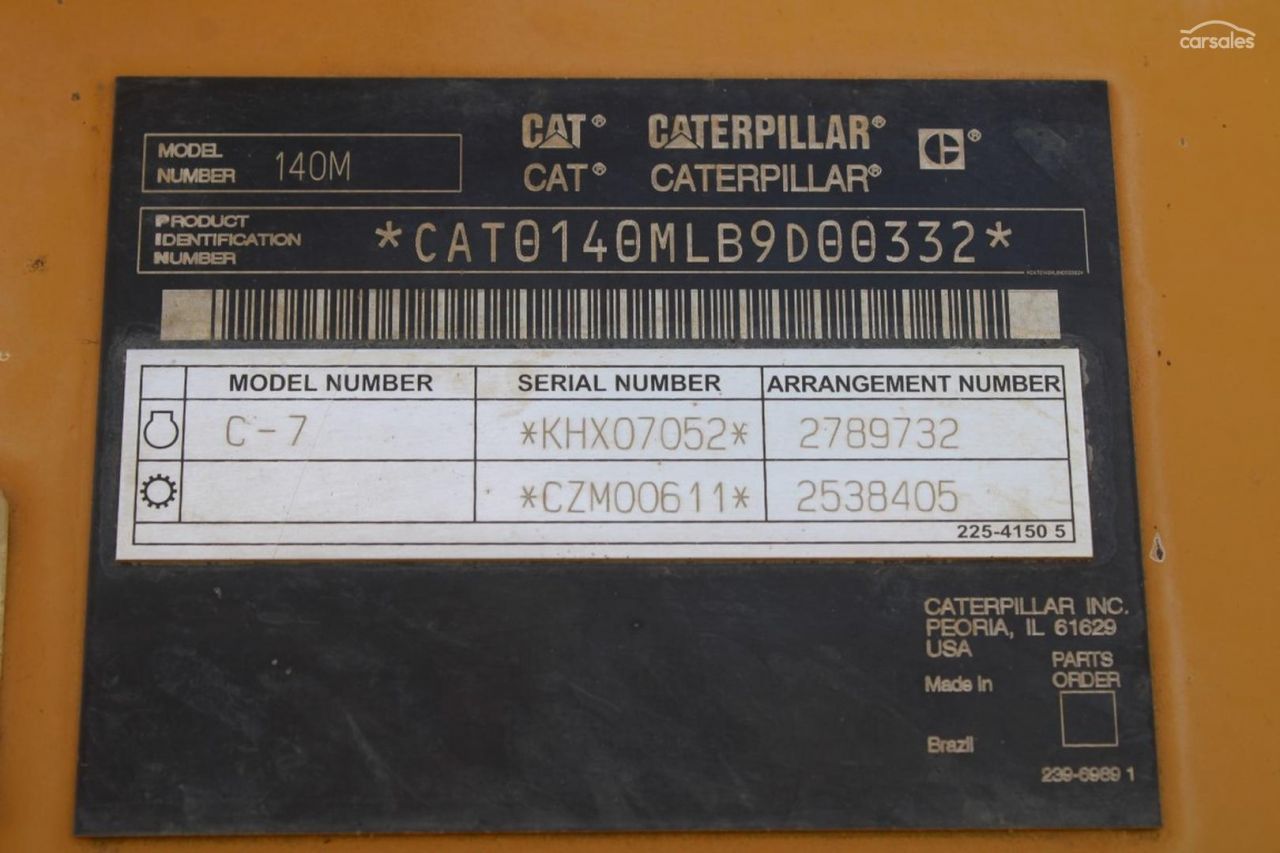 carsales
CAT® CATERPILLAR® ®
MODEL
NUMBER 140M
CAT® CATERPILLAR®
PRODUCT
IDENTIFICATION
NUMBER
*CAT0140MLB9D00332*
MODEL NUMBER SERIAL NUMBER ARRANGEMENT NUMBER
C-7 *KHX07052* 2789732
*CZM00611* 2538405
225-4150 5
CATERPILLAR INC.
PEORIA, IL 61629
USA
PARTS
ORDER
Made in
Brazil
239-6989 1